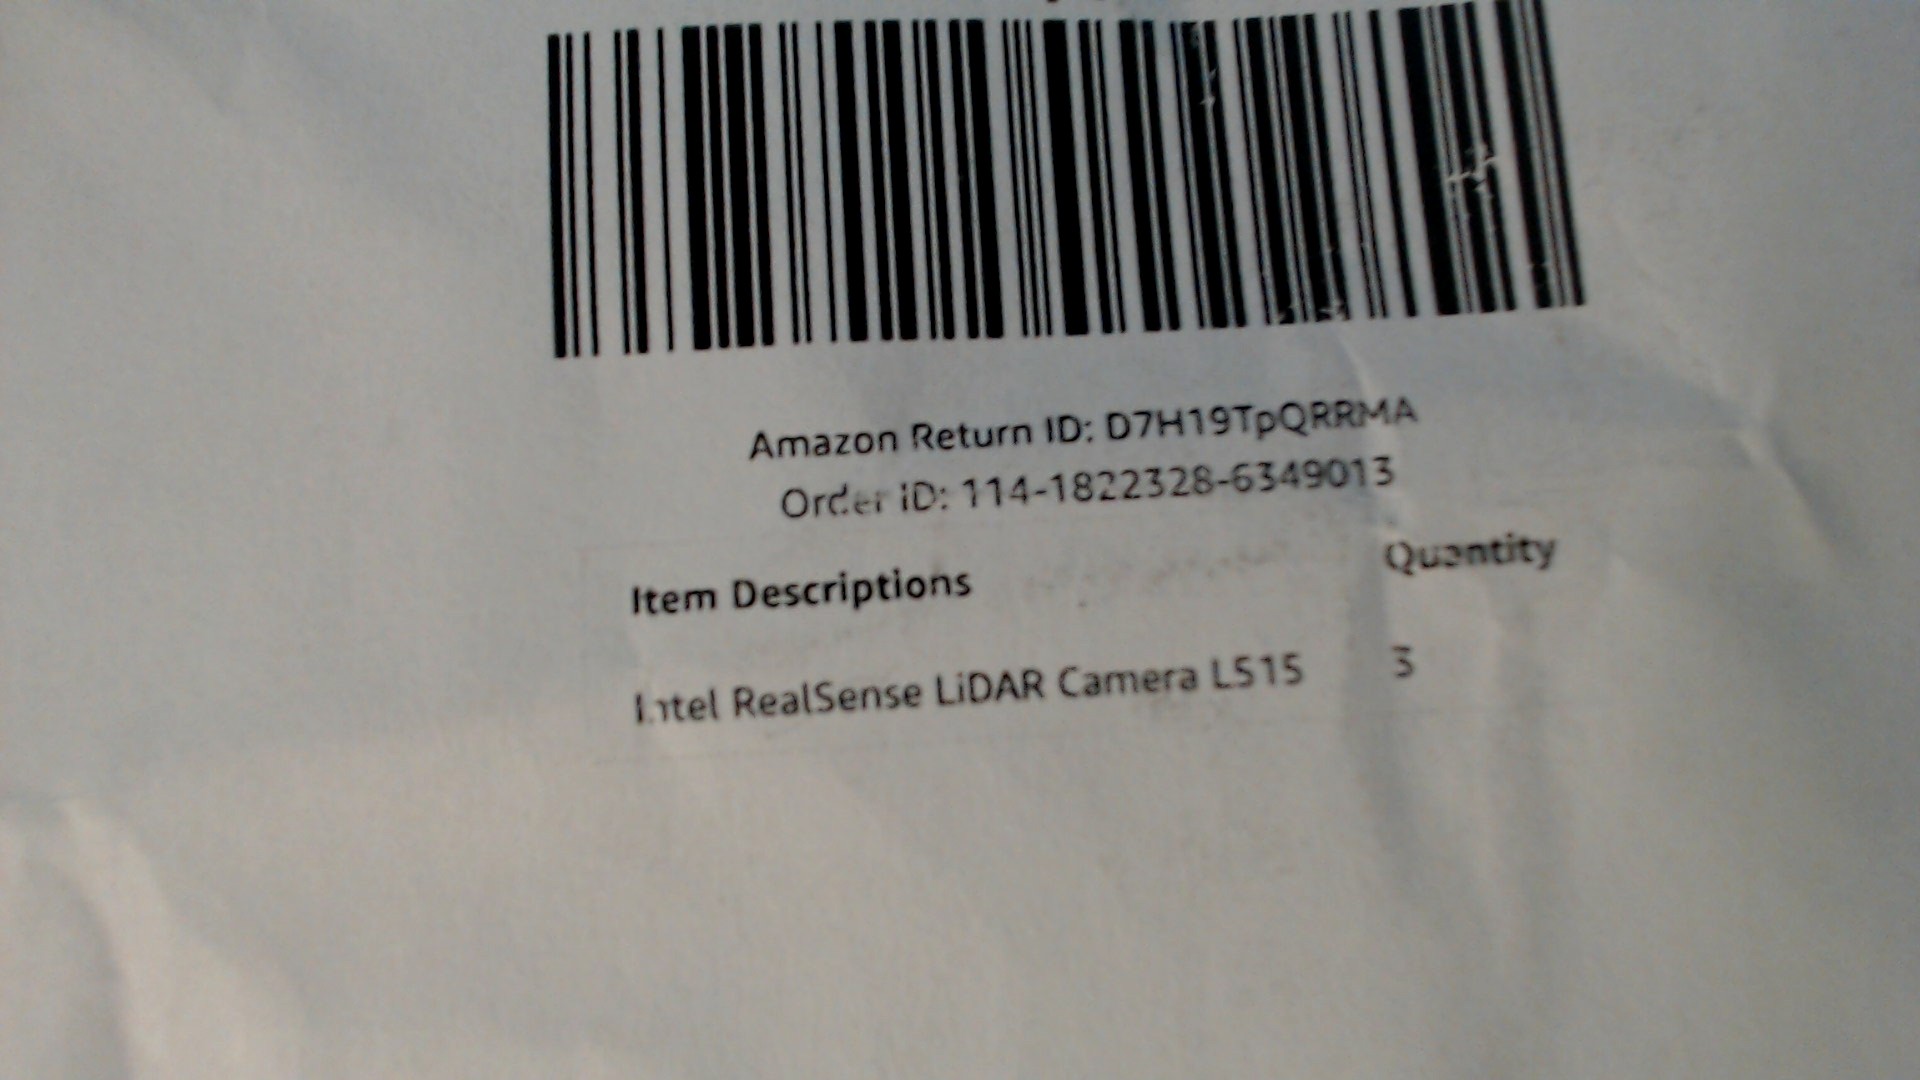 Amazon Return ID: D7H19TpQRRMA
Order ID: 114-1822328-6349013
Item Descriptions Quantity
Intel RealSense LiDAR Camera L515 3